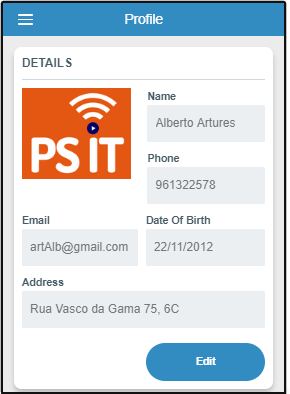 Profile
DETAILS
PS iT
Name
Alberto Artures
Phone
961322578
Email
artAlb@gmail.com
Date Of Birth
22/11/2012
Address
Rua Vasco da Gama 75, 6C
Edit